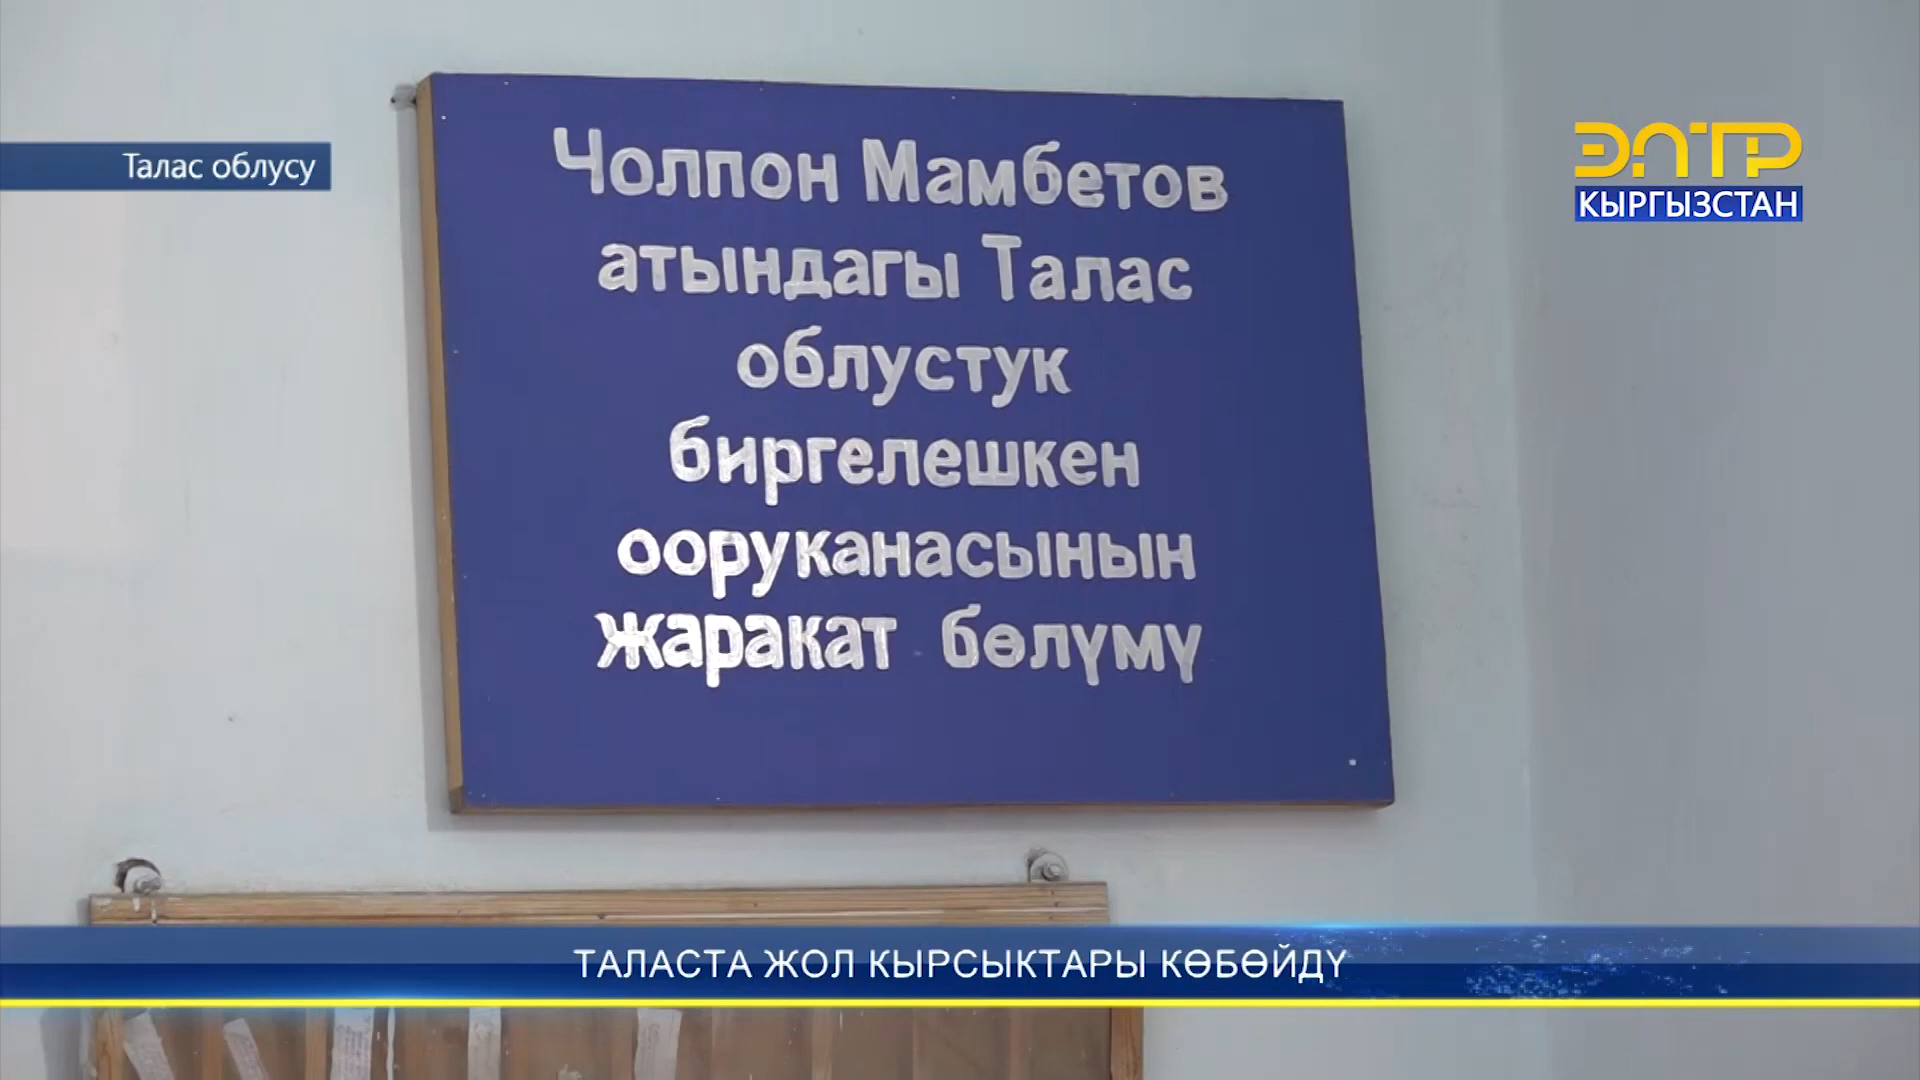 Талас облусу
ЭЛТР
КЫРГЫЗСТАН
Чолпон Мамбетов
атындагы Талас
облустук
биргелешкен
ооруканасынын
жаракат бөлүмү
ТАЛАСТА ЖОЛ КЫРСЫКТАРЫ КӨБӨЙДҮ